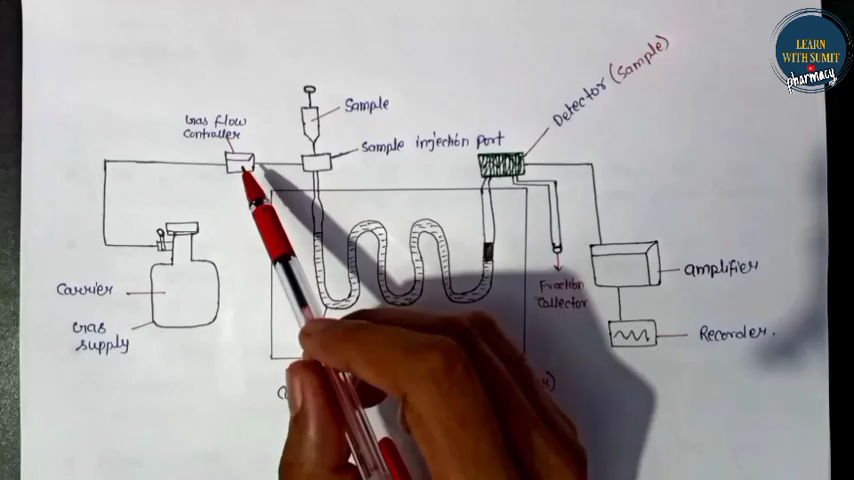 LEARN
WITH SUMIT
pharmacy
Detector (Sample)
Sample
Gas flow
Controller
Sample injection port
Carrier
Gas
supply
Fraction
Collector
amplifier
Recorder.